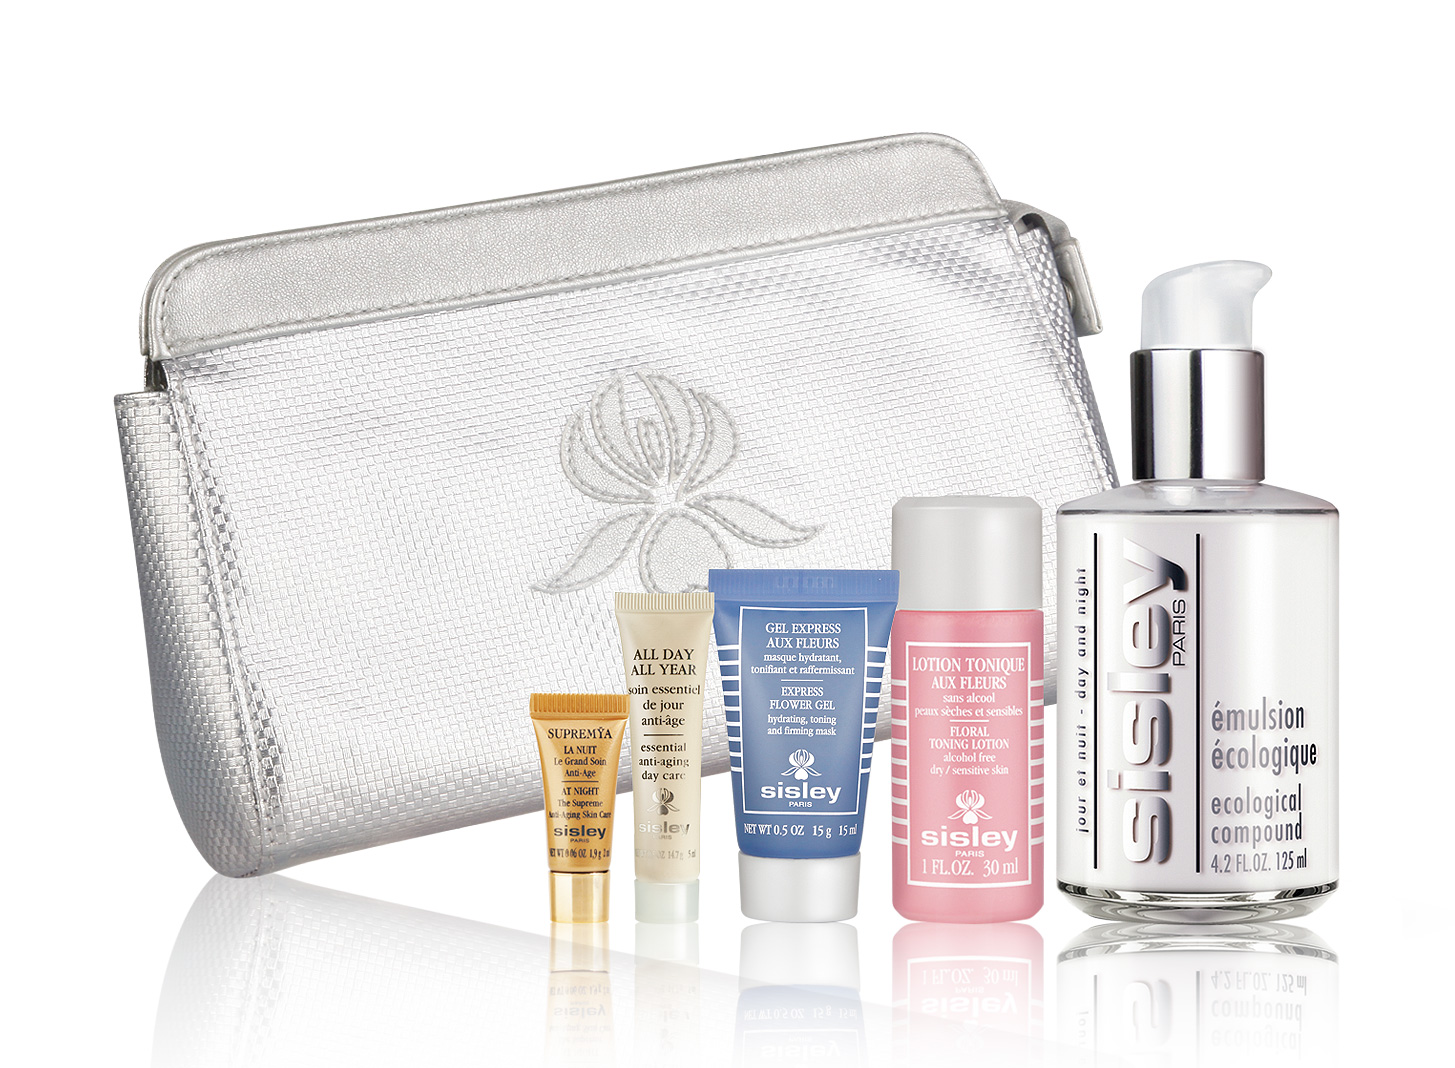 SUPREMŸA
LA NUIT
Le Grand Soin
Anti-Age
AT NIGHT
The Supreme
Anti-Aging Skin Care
sisley
PARIS
ALL DAY
ALL YEAR
soin essentiel
de jour
anti-âge
essential
anti-aging
day care
sisley
PARIS
5ml
GEL EXPRESS
AUX FLEURS
masque hydratant,
tonifiant et raffermissant
EXPRESS
FLOWER GEL
hydrating, toning
and firming mask
sisley
PARIS
NET WT 0.5 OZ 15 g 15 ml
LOTION TONIQUE
AUX FLEURS
sans alcool
peaux sèches et sensibles
FLORAL
TONING LOTION
alcohol free
dry / sensitive skin
sisley
PARIS
1 FL.OZ. 30 ml
jour et nuit - day and night
sisley
PARIS
émulsion
écologique
ecological
compound
4.2 FL.OZ. 125 ml